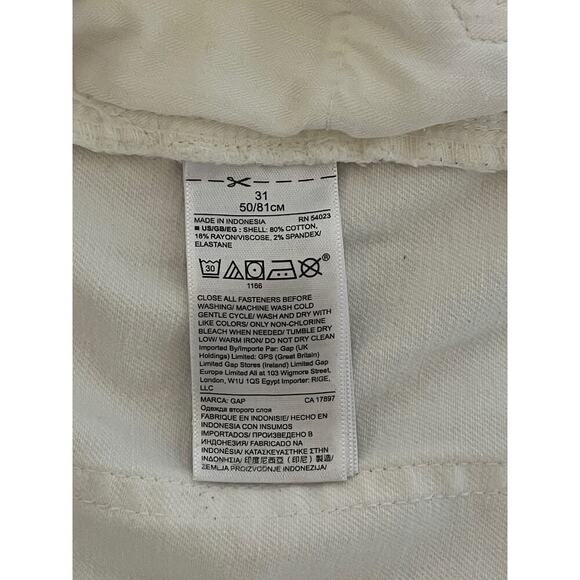 31
50/81CM
MADE IN INDONESIA RN 54023
■ US/GB/EG : SHELL: 80% COTTON,
18% RAYON/VISCOSE, 2% SPANDEX/
ELASTANE
30
®
1166
CLOSE ALL FASTENERS BEFORE
WASHING/ MACHINE WASH COLD
GENTLE CYCLE/ WASH AND DRY WITH
LIKE COLORS/ ONLY NON-CHLORINE
BLEACH WHEN NEEDED/ TUMBLE DRY
LOW/ WARM IRON/ DO NOT DRY CLEAN
Imported By/Importe Par: Gap (UK
Holdings) Limited: GPS (Great Britain)
Limited Gap Stores (Ireland) Limited Gap
Europe Limited All at 103 Wigmore Street,
London, W1U 1QS Egypt Importer: RIGE,
LLC
MARCA: GAP CA 17897
Одежда второго слоя
FABRIQUE EN INDONISIE/ HECHO EN
INDONESIA CON INSUMOS
IMPORTADOS/ ПРОИЗВЕДЕНО В
ИНДОНЕЗИЯ/ FABRICADO NA
INDONÉSIA/ ΚΑΤΑΣΚΕΥΑΣΤΗΚΕ ΣΤΗΝ
ΙΝΔΟΝΗΣΙΑ/ 印度尼西亞 (印尼) 製造/
ZEMLJA PROIZVODNJE INDONEZIJA/